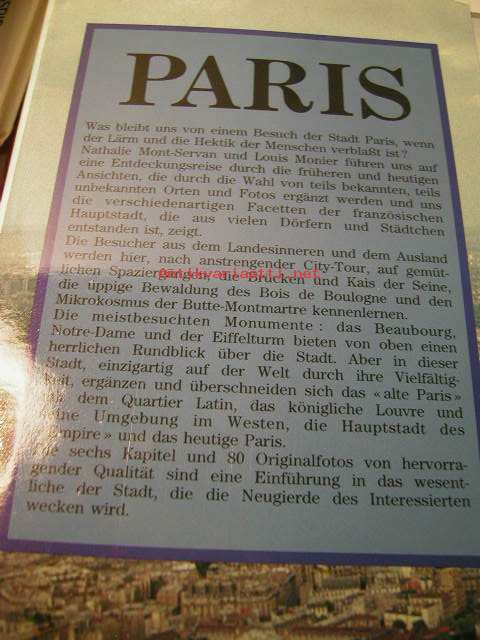 PARIS
Was bleibt uns von einem Besuch der Stadt Paris, wenn
der Lärm und die Hektik der Menschen verblaßt ist?
Nathalie Mont-Servan und Louis Monier führen uns auf
eine Entdeckungsreise durch die früheren und heutigen
Ansichten, die durch die Wahl von teils bekannten, teils
unbekannten Orten und Fotos ergänzt werden und uns
die verschiedenartigen Facetten der französischen
Hauptstadt, die aus vielen Dörfern und Städtchen
entstanden ist, zeigt.
Die Besucher aus dem Landesinneren und dem Ausland
werden hier, nach anstrengender City-Tour, auf gemüt-
lichen Spaziergängen, die Brücken und Kais der Seine,
die üppige Bewaldung des Bois de Boulogne und den
Mikrokosmus der Butte-Montmartre kennenlernen.
Die meistbesuchten Monumente : das Beaubourg,
Notre-Dame und der Eiffelturm bieten von oben einen
herrlichen Rundblick über die Stadt. Aber in dieser
Stadt, einzigartig auf der Welt durch ihre Vielfältig-
keit, ergänzen und überschneiden sich das « alte Paris »
dem Quartier Latin, das königliche Louvre und
Umgebung im Westen, die Hauptstadt des
mpire » und das heutige Paris.
sechs Kapitel und 80 Originalfotos von hervorra-
gender Qualität sind eine Einführung in das wesent-
liche der Stadt, die die Neugierde des Interessierten
wecken wird.